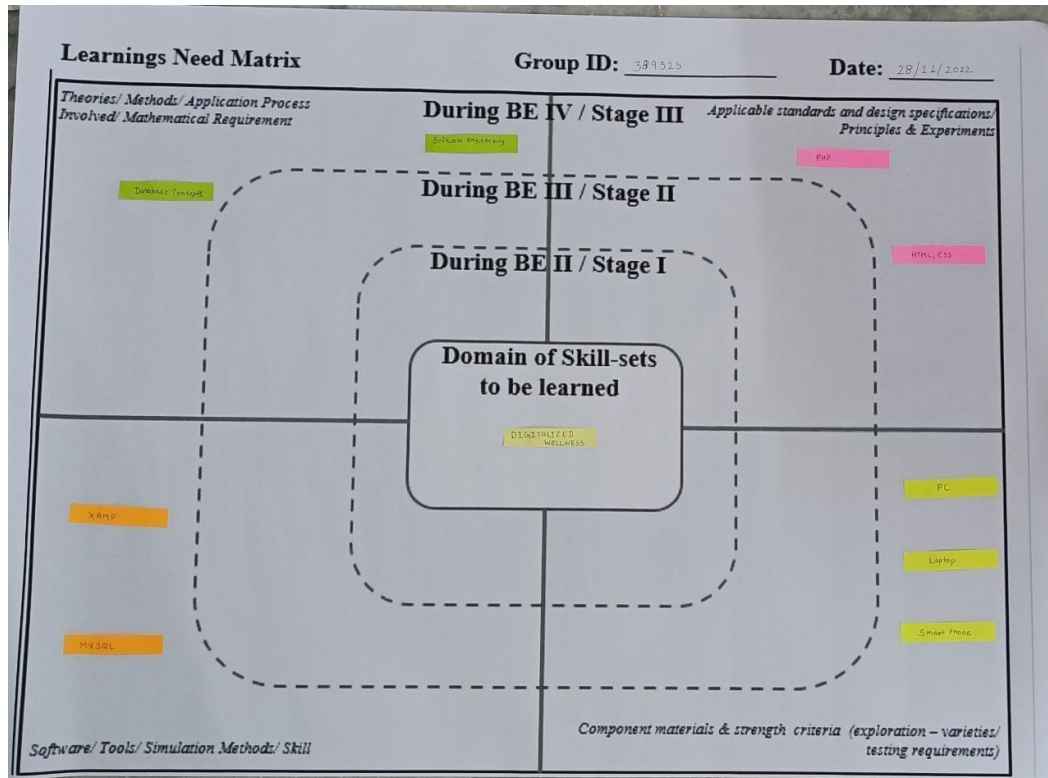 Learnings Need Matrix
Group ID: 389325
Date: 28/11/2022
Theories/ Methods/ Application Process
Involved/ Mathematical Requirement
During BE IV / Stage III
Applicable standards and design specifications/
Principles & Experiments
Software Engineering
PHP
Database Concepts
During BE III / Stage II
HTML, CSS
During BE II / Stage I
Domain of Skill-sets
to be learned
DIGITALIZED
WELLNESS
PC
XAMP
Laptop
Smart Phone
MySQL
Component materials & strength criteria (exploration – varieties/
testing requirements)
Software/ Tools/ Simulation Methods/ Skill